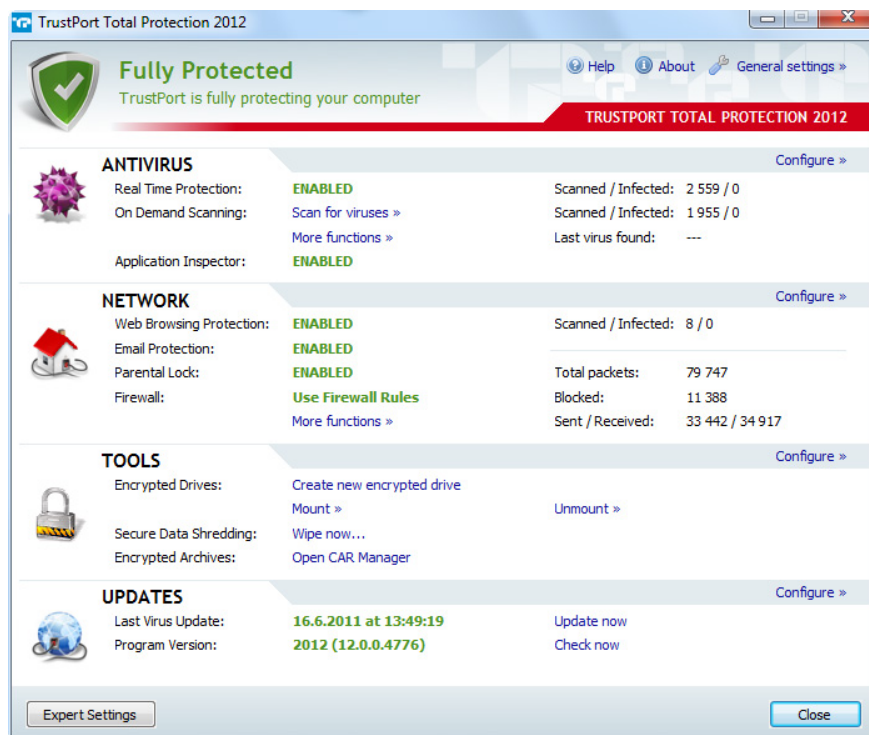 TrustPort Total Protection 2012
Fully Protected
TrustPort is fully protecting your computer
Help About General settings »
TRUSTPORT TOTAL PROTECTION 2012
ANTIVIRUS Configure »
Real Time Protection: ENABLED Scanned / Infected: 2 559 / 0
On Demand Scanning: Scan for viruses » Scanned / Infected: 1 955 / 0
More functions » Last virus found: ---
Application Inspector: ENABLED
NETWORK Configure »
Web Browsing Protection: ENABLED Scanned / Infected: 8 / 0
Email Protection: ENABLED
Parental Lock: ENABLED Total packets: 79 747
Firewall: Use Firewall Rules Blocked: 11 388
More functions » Sent / Received: 33 442 / 34 917
TOOLS Configure »
Encrypted Drives: Create new encrypted drive
Mount » Unmount »
Secure Data Shredding: Wipe now...
Encrypted Archives: Open CAR Manager
UPDATES Configure »
Last Virus Update: 16.6.2011 at 13:49:19 Update now
Program Version: 2012 (12.0.0.4776) Check now
Expert Settings Close